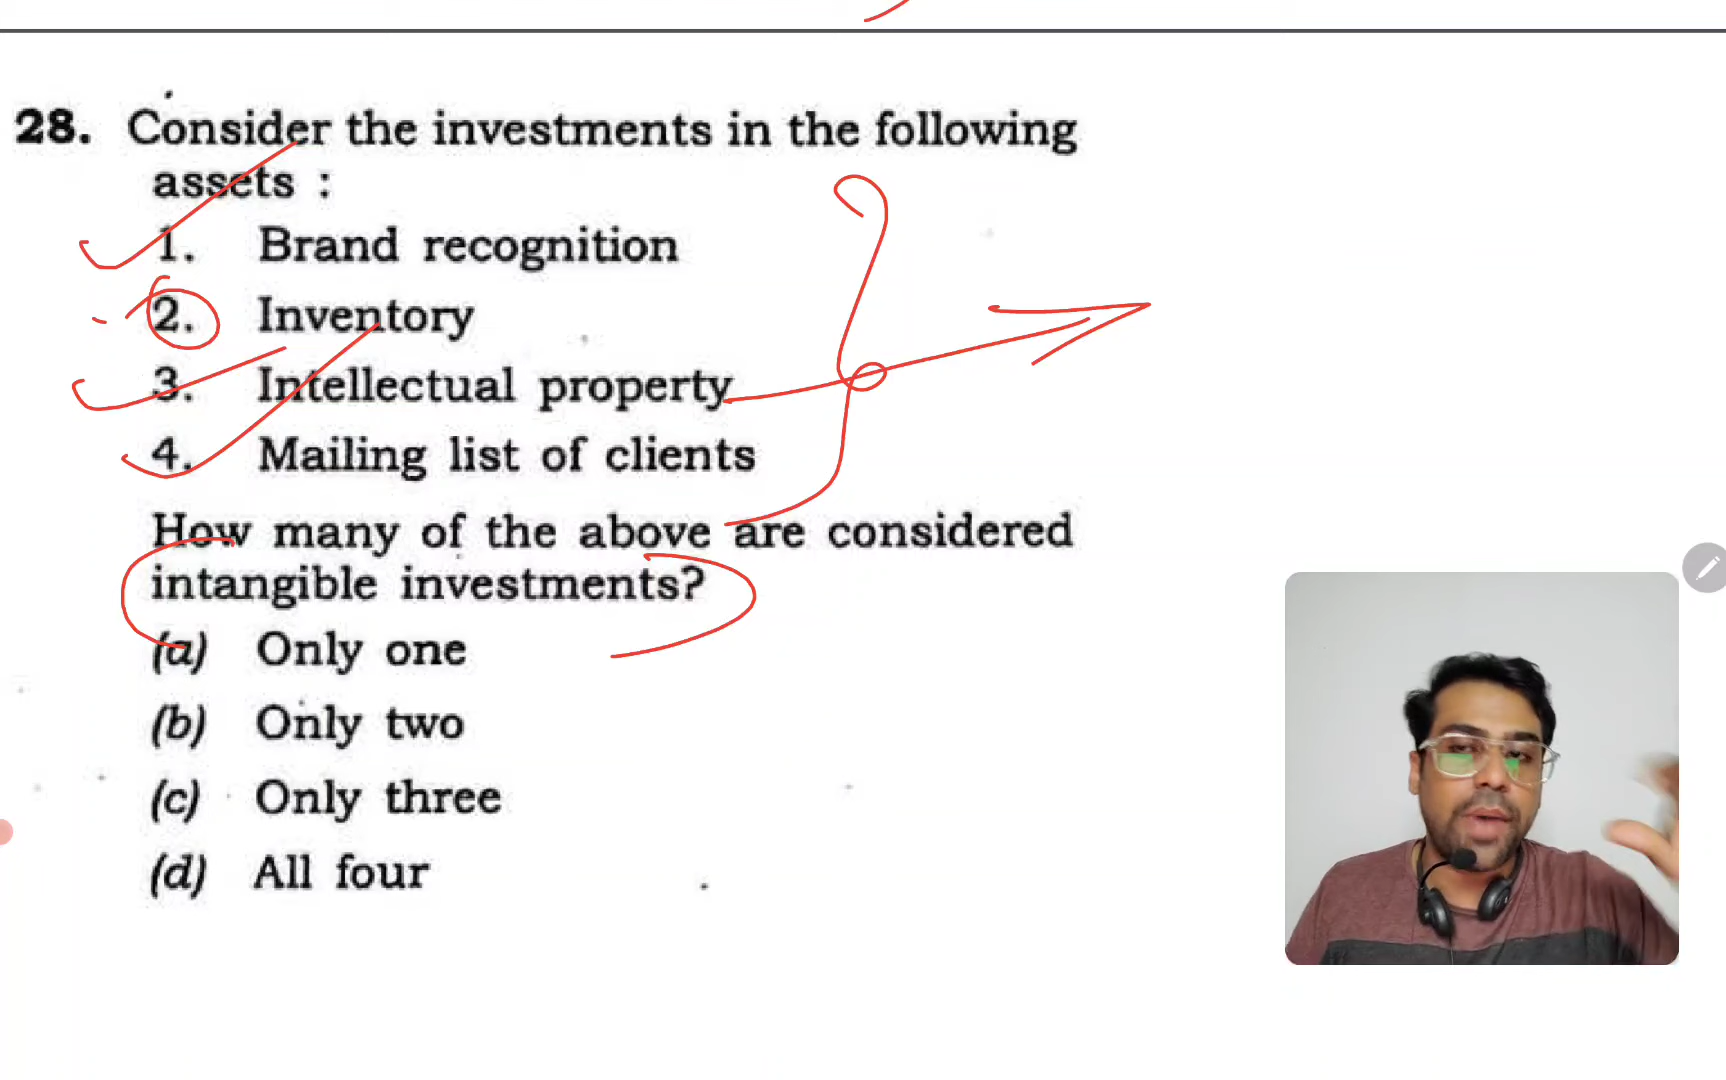 28. Consider the investments in the following
assets :
1. Brand recognition
2. Inventory
3. Intellectual property
4. Mailing list of clients
How many of the above are considered
intangible investments?
(a) Only one
(b) Only two
(c) Only three
(d) All four